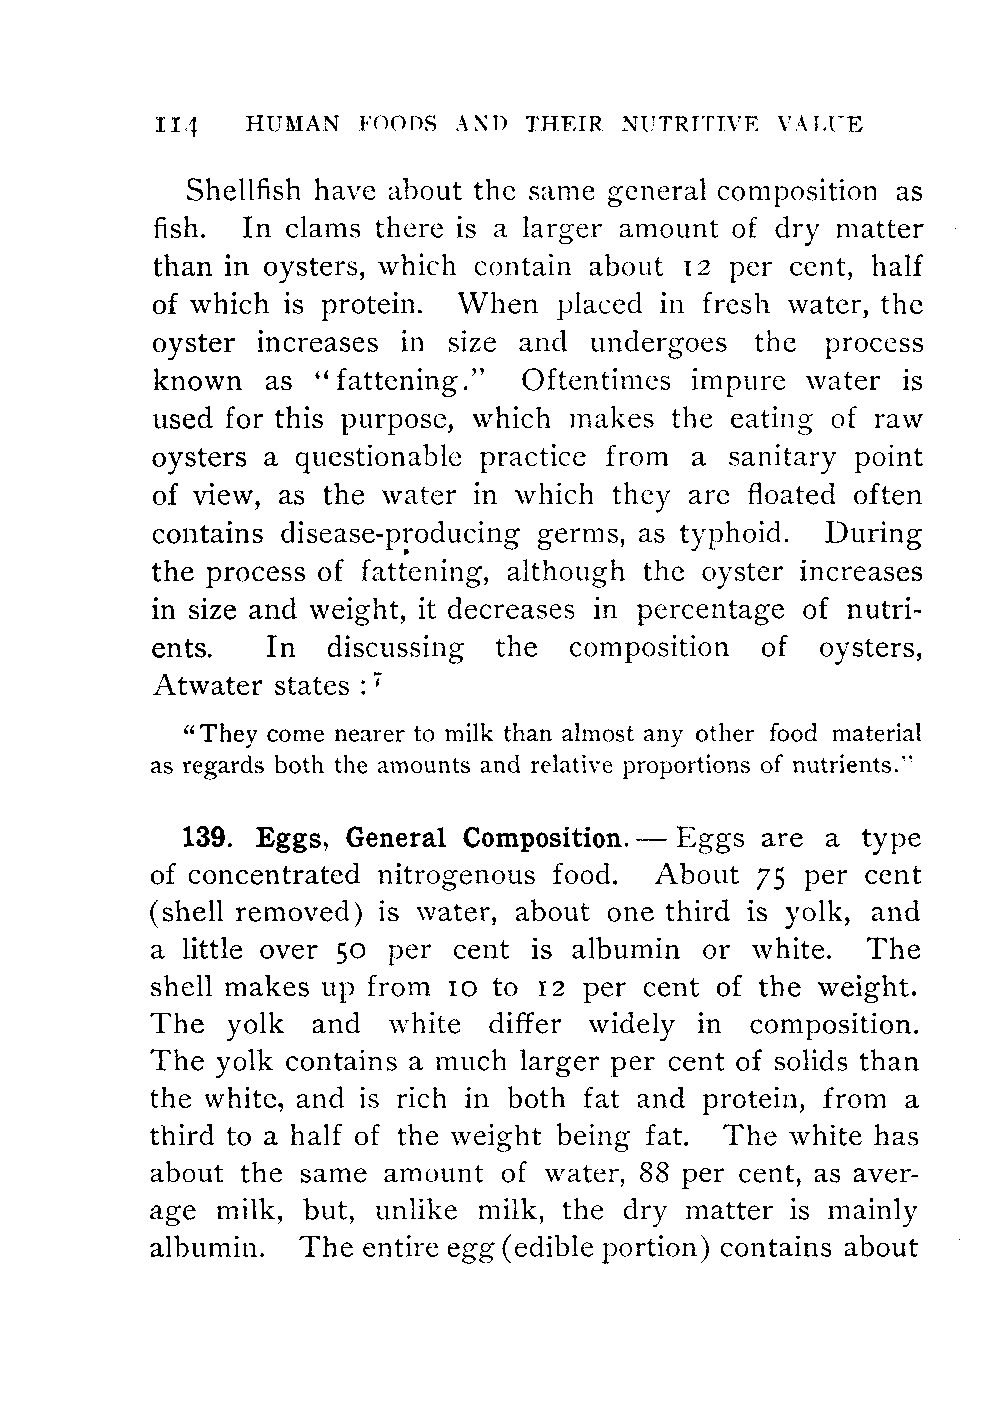 114 HUMAN FOODS AND THEIR NUTRITIVE VALUE
Shellfish have about the same general composition as
fish. In clams there is a larger amount of dry matter
than in oysters, which contain about 12 per cent, half
of which is protein. When placed in fresh water, the
oyster increases in size and undergoes the process
known as “fattening.” Oftentimes impure water is
used for this purpose, which makes the eating of raw
oysters a questionable practice from a sanitary point
of view, as the water in which they are floated often
contains disease-producing germs, as typhoid. During
the process of fattening, although the oyster increases
in size and weight, it decreases in percentage of nutri-
ents. In discussing the composition of oysters,
Atwater states :⁷
“They come nearer to milk than almost any other food material
as regards both the amounts and relative proportions of nutrients.”
139. Eggs, General Composition. — Eggs are a type
of concentrated nitrogenous food. About 75 per cent
(shell removed) is water, about one third is yolk, and
a little over 50 per cent is albumin or white. The
shell makes up from 10 to 12 per cent of the weight.
The yolk and white differ widely in composition.
The yolk contains a much larger per cent of solids than
the white, and is rich in both fat and protein, from a
third to a half of the weight being fat. The white has
about the same amount of water, 88 per cent, as aver-
age milk, but, unlike milk, the dry matter is mainly
albumin. The entire egg (edible portion) contains about